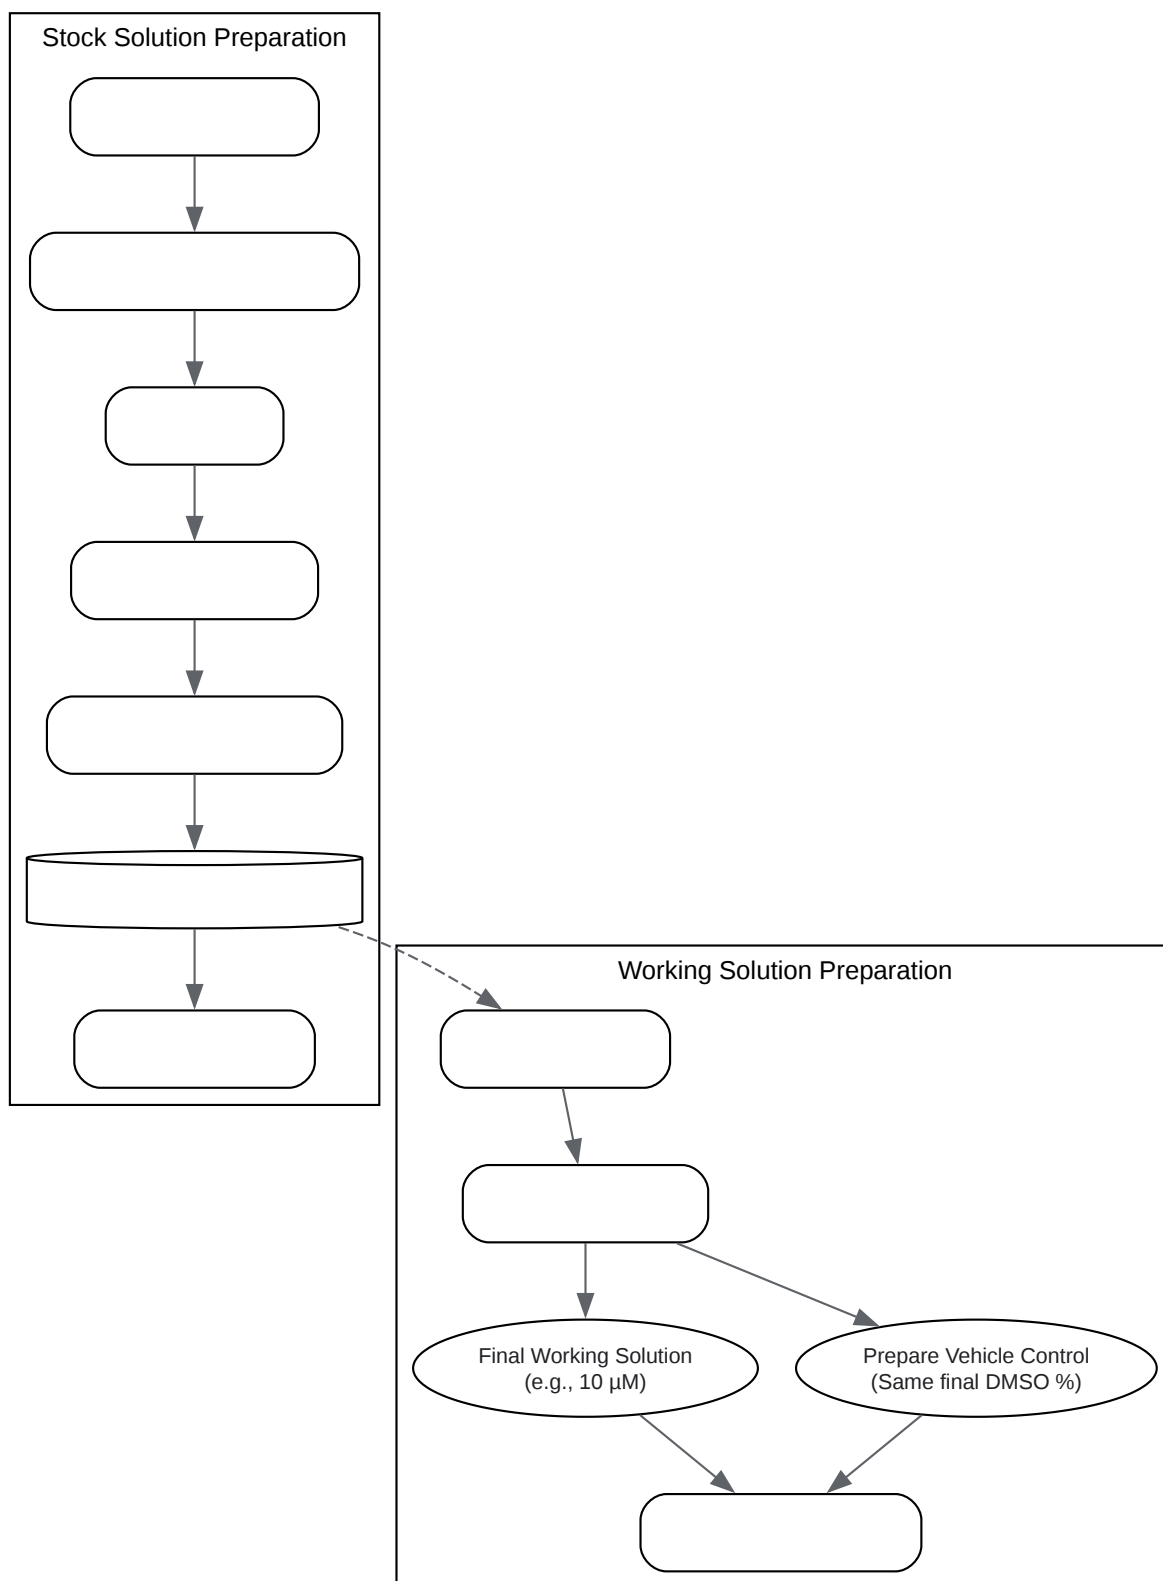 Stock Solution Preparation
Working Solution Preparation
Final Working Solution
(e.g., 10 µM)
Prepare Vehicle Control
(Same final DMSO %)